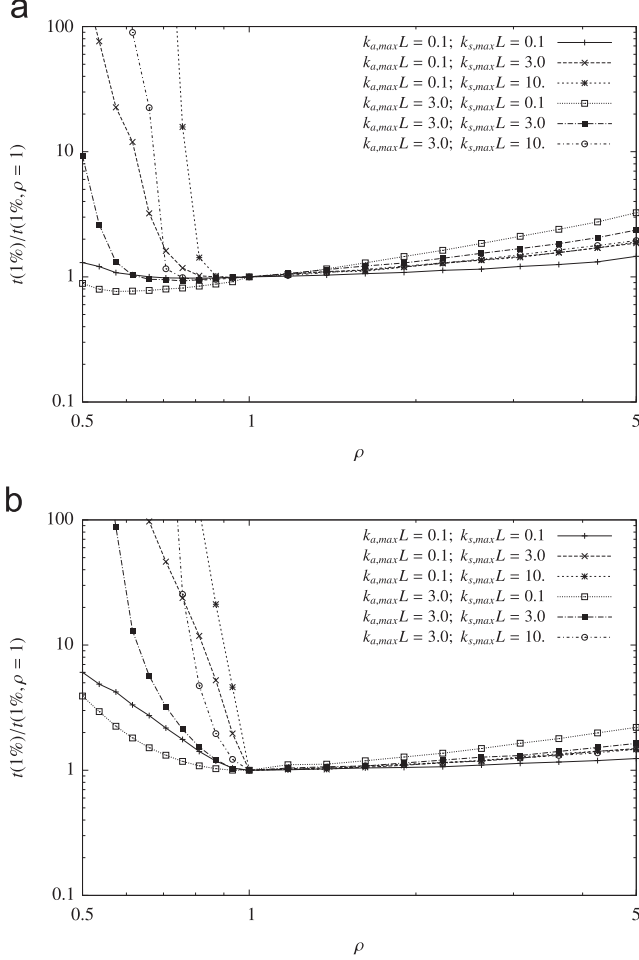 a
100
10
1
0.1
0.5
1
5
ρ
t(1%)/t(1%, ρ = 1)
k_{a,max}L = 0.1; k_{s,max}L = 0.1
k_{a,max}L = 0.1; k_{s,max}L = 3.0
k_{a,max}L = 0.1; k_{s,max}L = 10.
k_{a,max}L = 3.0; k_{s,max}L = 0.1
k_{a,max}L = 3.0; k_{s,max}L = 3.0
k_{a,max}L = 3.0; k_{s,max}L = 10.
b
100
10
1
0.1
0.5
1
5
ρ
t(1%)/t(1%, ρ = 1)
k_{a,max}L = 0.1; k_{s,max}L = 0.1
k_{a,max}L = 0.1; k_{s,max}L = 3.0
k_{a,max}L = 0.1; k_{s,max}L = 10.
k_{a,max}L = 3.0; k_{s,max}L = 0.1
k_{a,max}L = 3.0; k_{s,max}L = 3.0
k_{a,max}L = 3.0; k_{s,max}L = 10.